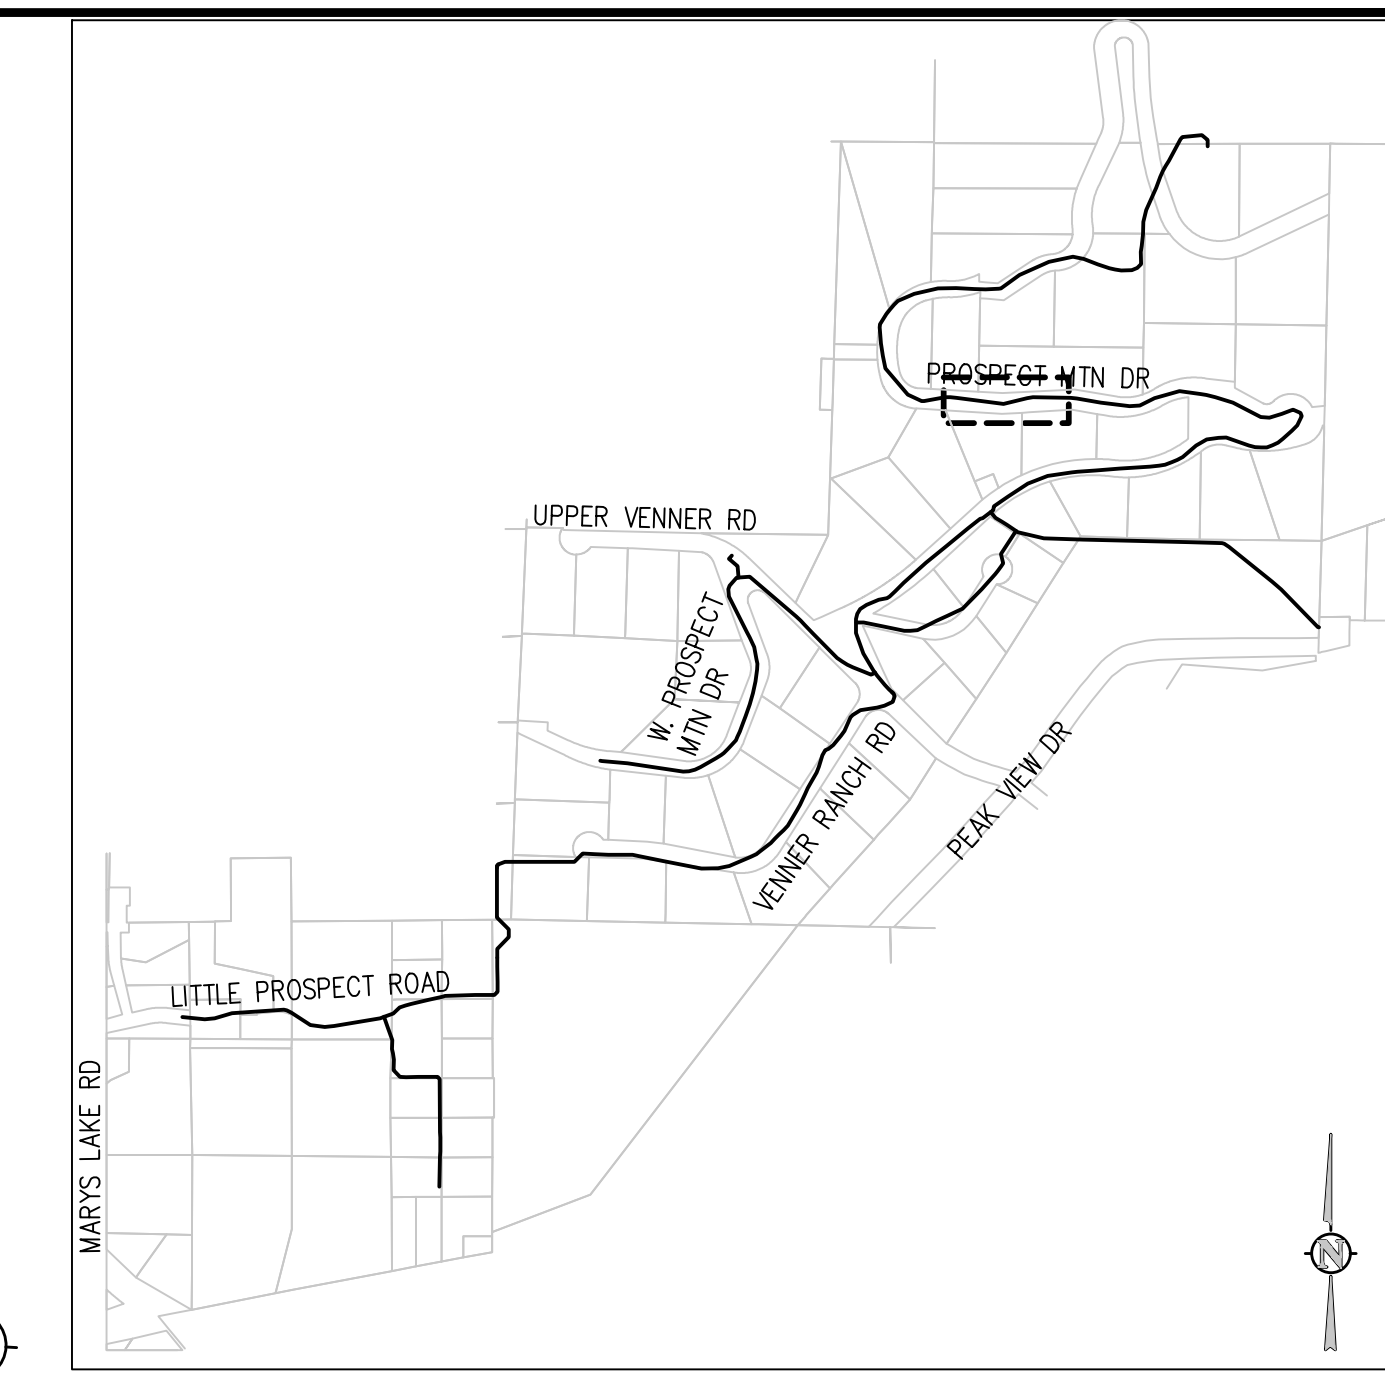 PROSPECT MTN DR
UPPER VENNER RD
W. PROSPECT
MTN DR
VENNER RANCH RD
PEAK VIEW DR
LITTLE PROSPECT ROAD
MARYS LAKE RD
N